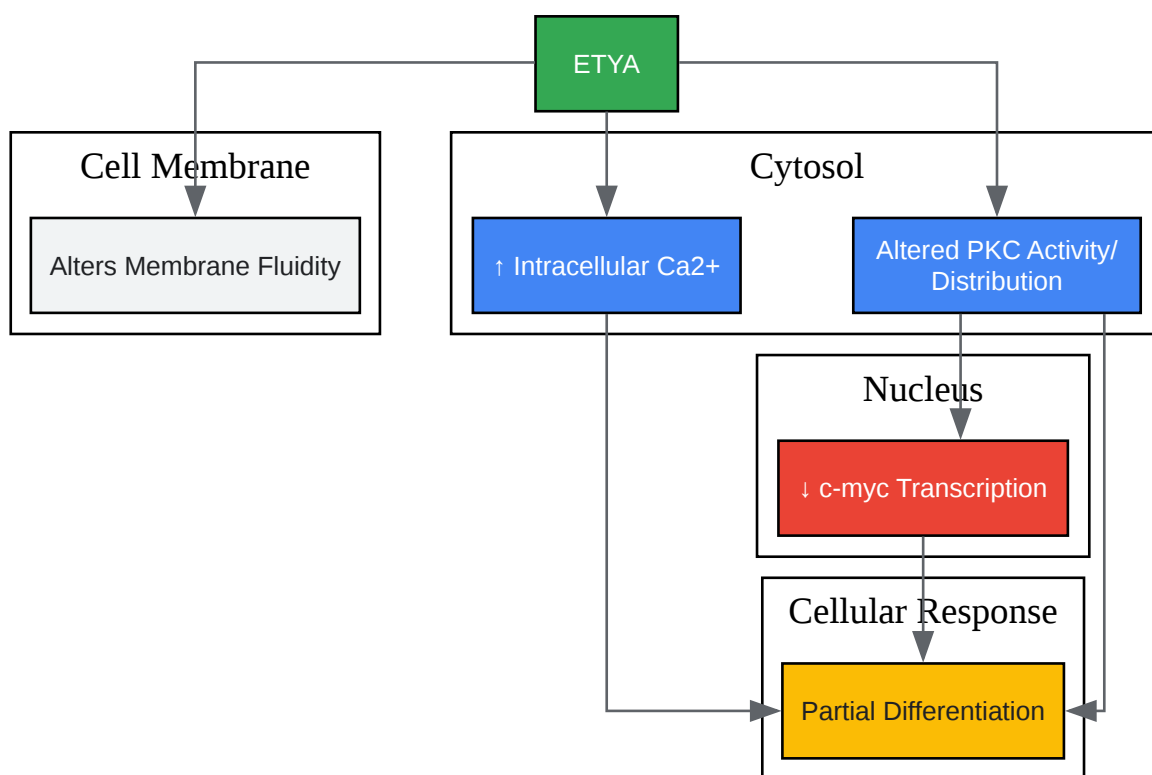 ETYA
Cell Membrane
Cytosol
Alters Membrane Fluidity
↑ Intracellular Ca2+
Altered PKC Activity/
Distribution
Nucleus
↓ c-myc Transcription
Cellular Response
Partial Differentiation